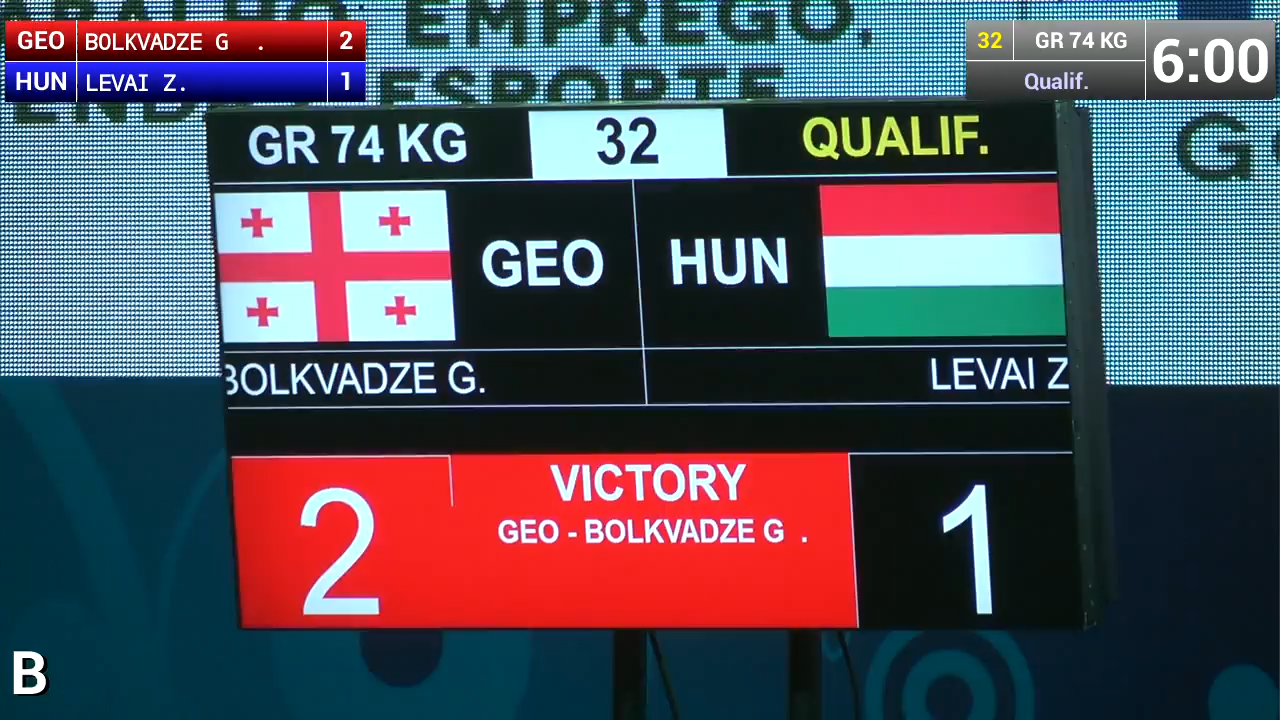 GEO BOLKVADZE G . 2
HUN LEVAI Z. 1
32 GR 74 KG 6:00
Qualif.
EMPREGO,
ESPORTE
GR 74 KG 32 QUALIF.
GEO HUN
BOLKVADZE G. LEVAI Z
2 VICTORY 1
GEO - BOLKVADZE G .
B